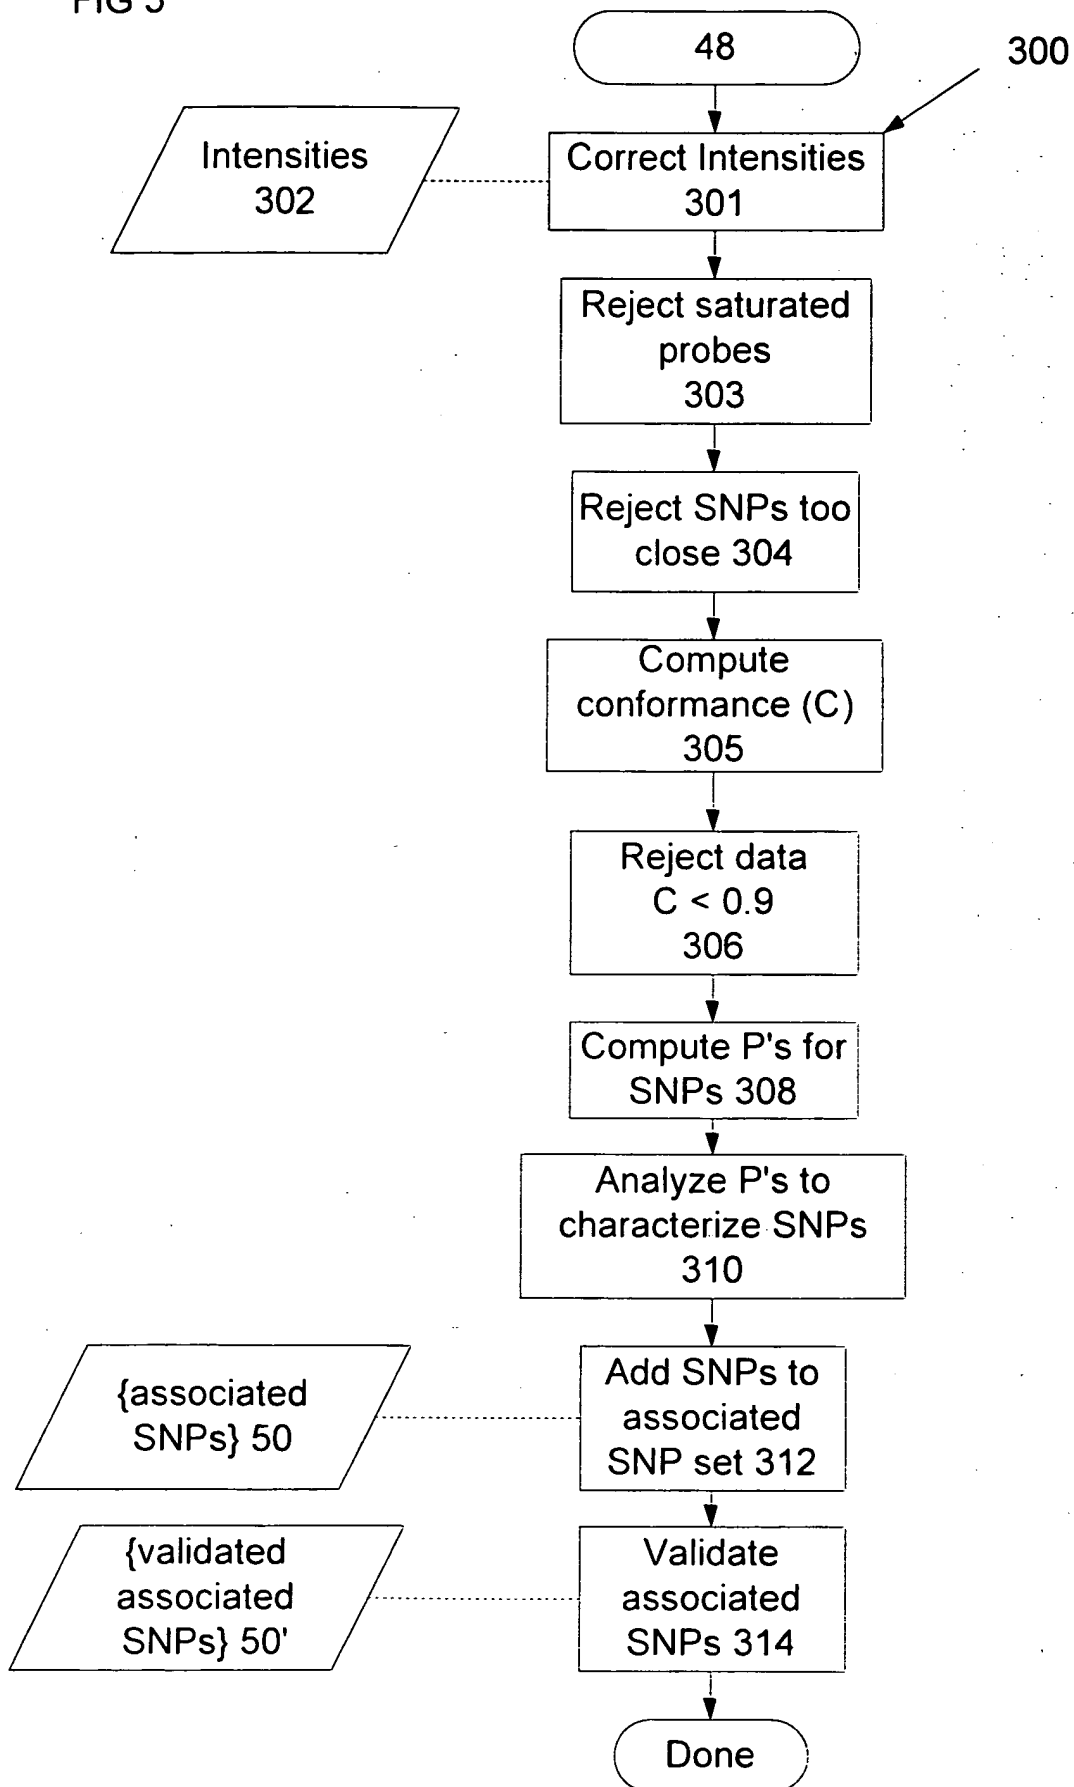 FIG 3
48
300
Intensities
302
Correct Intensities
301
Reject saturated
probes
303
Reject SNPs too
close 304
Compute
conformance (C)
305
Reject data
C < 0.9
306
Compute P's for
SNPs 308
Analyze P's to
characterize SNPs
310
{associated
SNPs} 50
Add SNPs to
associated
SNP set 312
{validated
associated
SNPs} 50'
Validate
associated
SNPs 314
Done